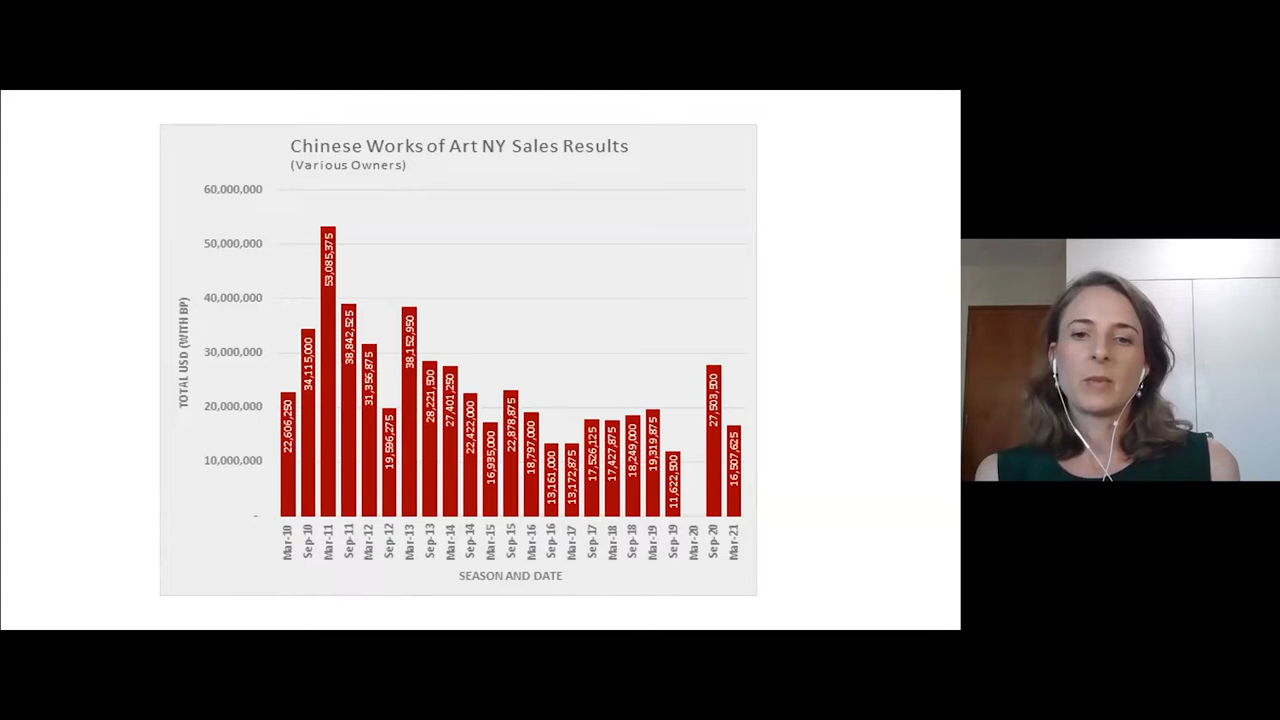 Chinese Works of Art NY Sales Results
(Various Owners)
60,000,000
50,000,000
40,000,000
30,000,000
20,000,000
10,000,000
-
TOTAL USD (WITH BP)
22,606,250
34,115,000
53,085,375
38,842,525
31,356,875
19,596,275
38,152,950
28,221,500
27,401,250
22,422,000
16,935,000
22,878,875
18,797,000
13,161,000
13,172,875
17,526,125
17,427,875
18,249,000
19,319,875
11,622,500
27,503,500
16,507,625
Mar-10
Sep-10
Mar-11
Sep-11
Mar-12
Sep-12
Mar-13
Sep-13
Mar-14
Sep-14
Mar-15
Sep-15
Mar-16
Sep-16
Mar-17
Sep-17
Mar-18
Sep-18
Mar-19
Sep-19
Mar-20
Sep-20
Mar-21
SEASON AND DATE